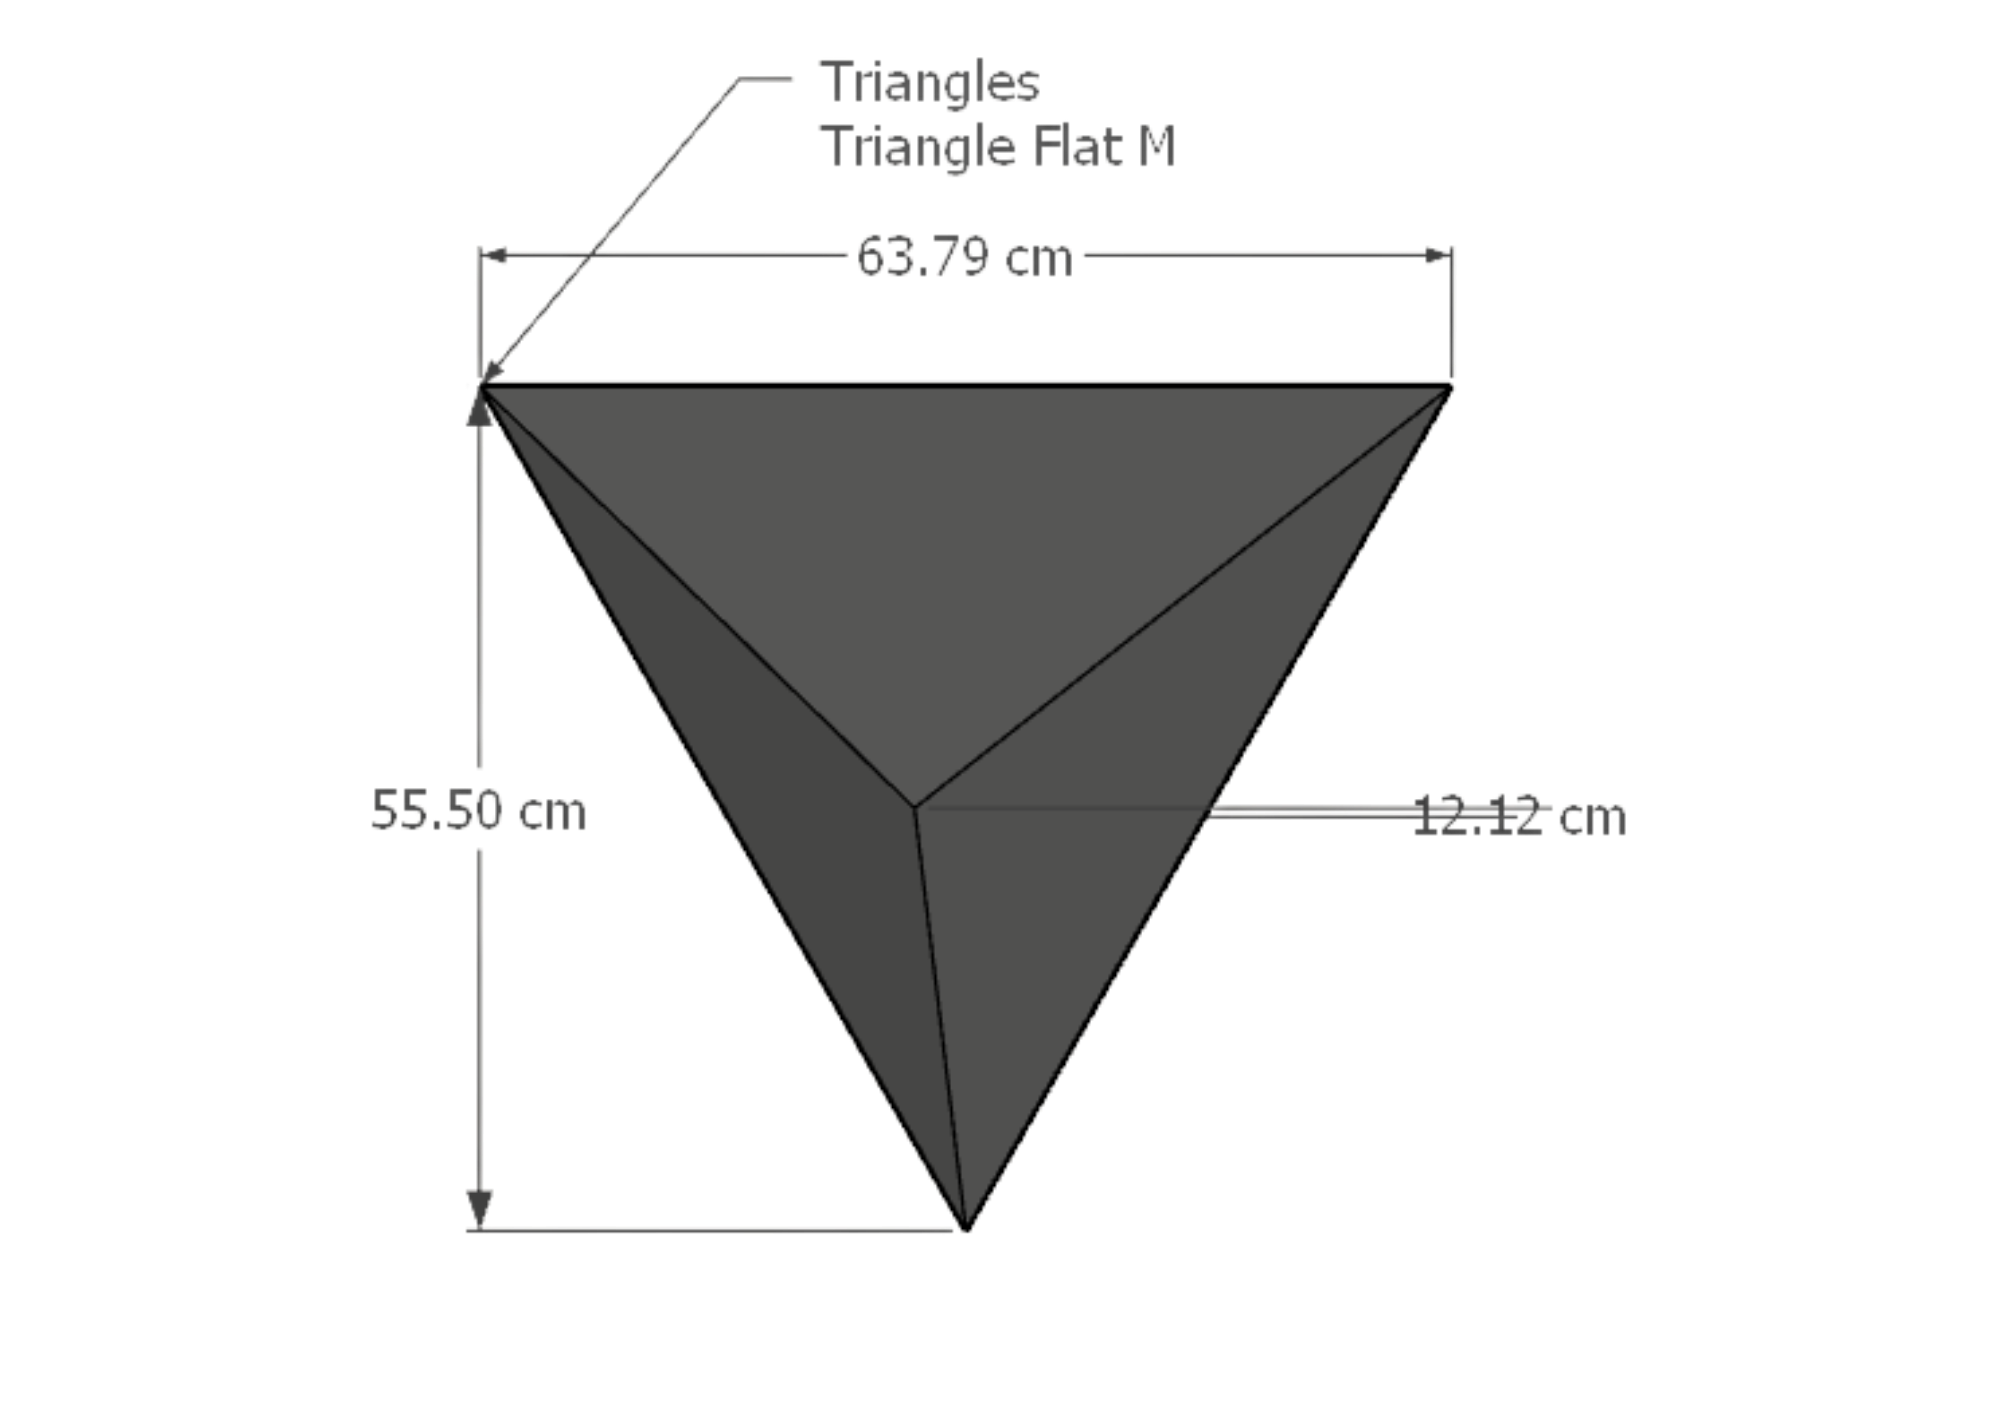 Triangles
Triangle Flat M
63.79 cm
55.50 cm
12.12 cm